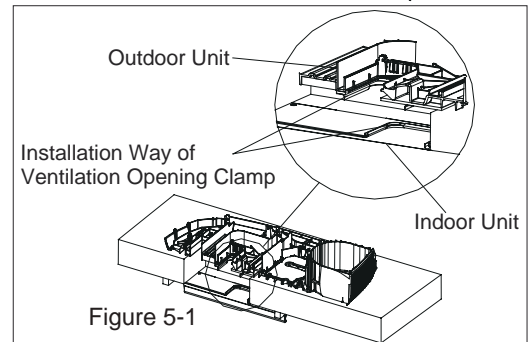 Outdoor Unit
Installation Way of
Ventilation Opening Clamp
Indoor Unit
Figure 5-1